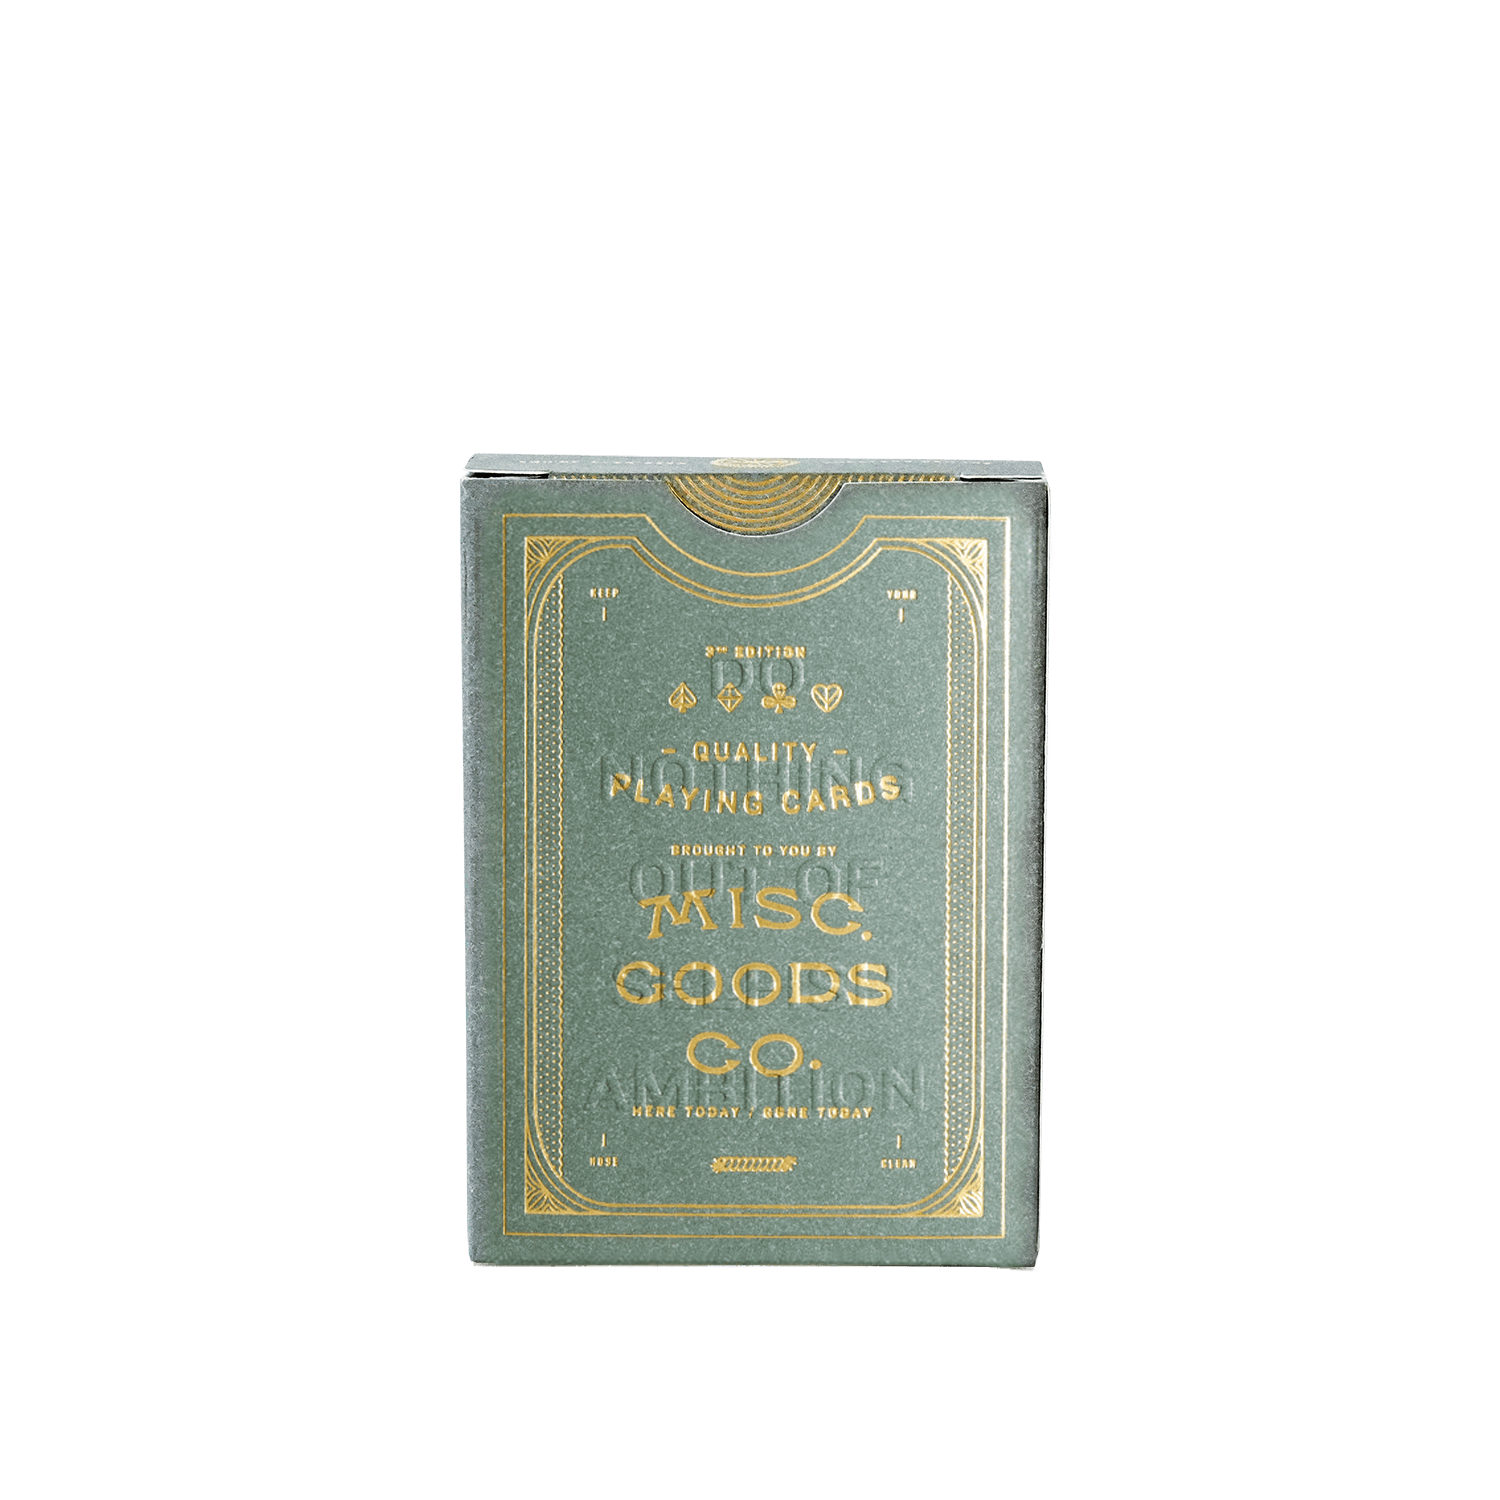 KEEP YOUR
3RD EDITION
DO
- QUALITY -
NOTHING
PLAYING CARDS
BROUGHT TO YOU BY
OUT OF
MISC.
GOODS
SELFISH
CO.
AMBITION
HERE TODAY / GONE TODAY
NOSE CLEAN